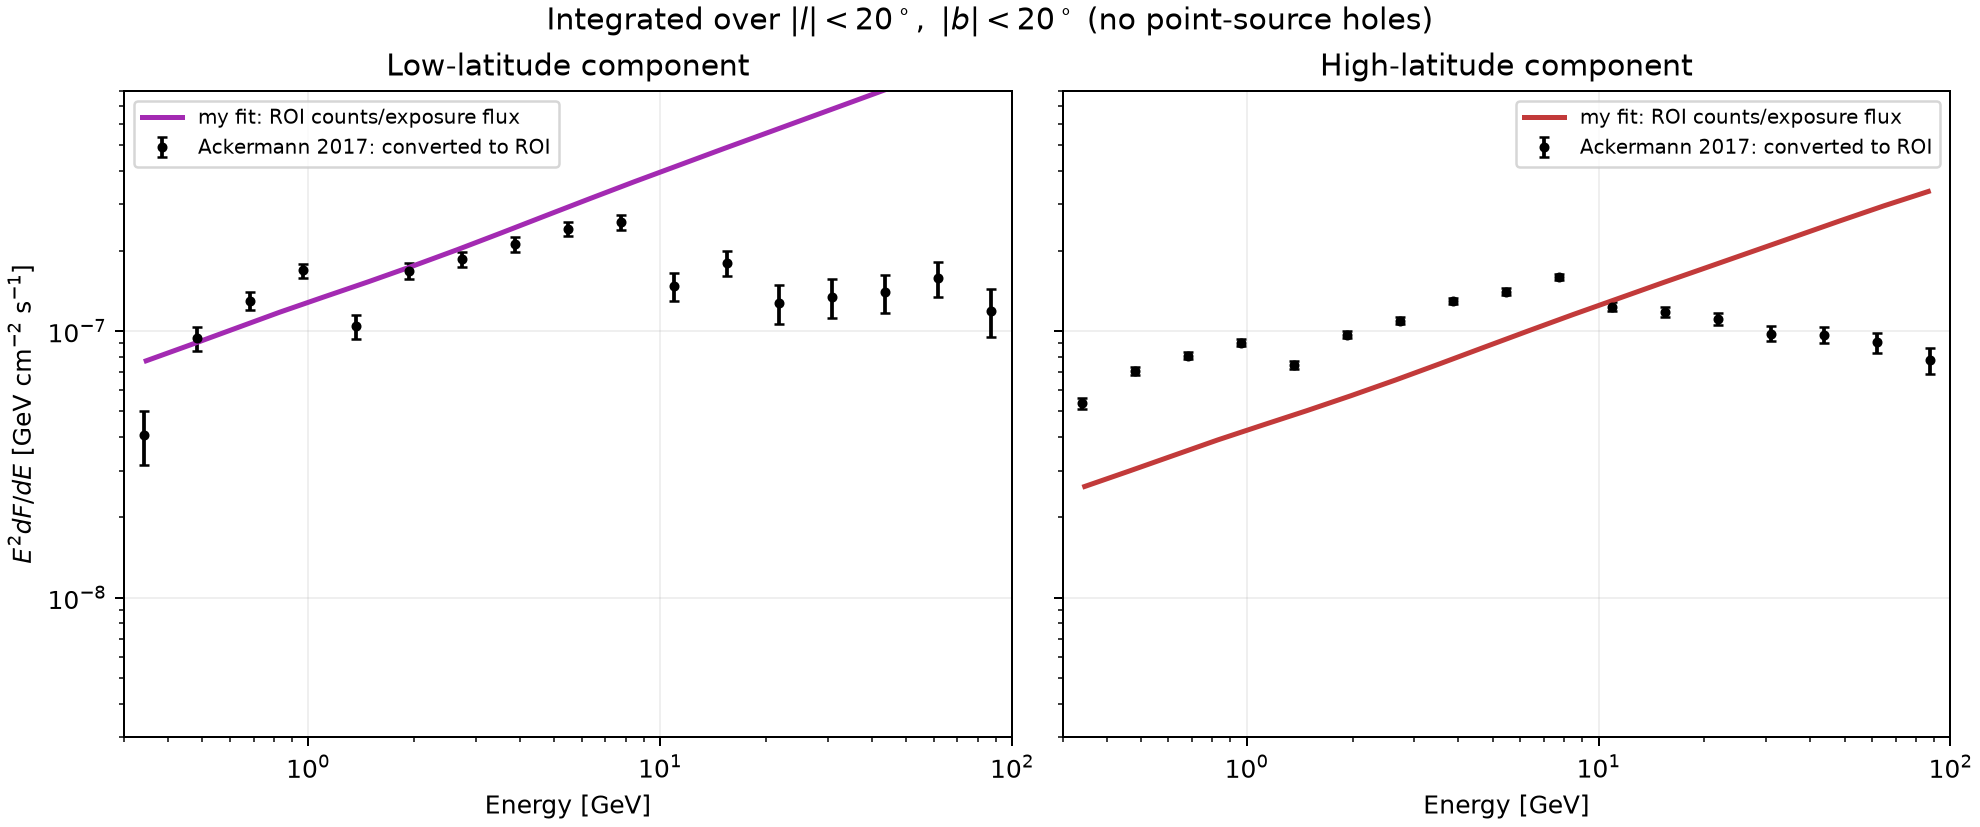 Integrated over |l| < 20°, |b| < 20° (no point-source holes)
Low-latitude component
my fit: ROI counts/exposure flux
Ackermann 2017: converted to ROI
E²dF/dE [GeV cm⁻² s⁻¹]
10⁻⁷
10⁻⁸
10⁰
10¹
10²
Energy [GeV]
High-latitude component
my fit: ROI counts/exposure flux
Ackermann 2017: converted to ROI
10⁰
10¹
10²
Energy [GeV]